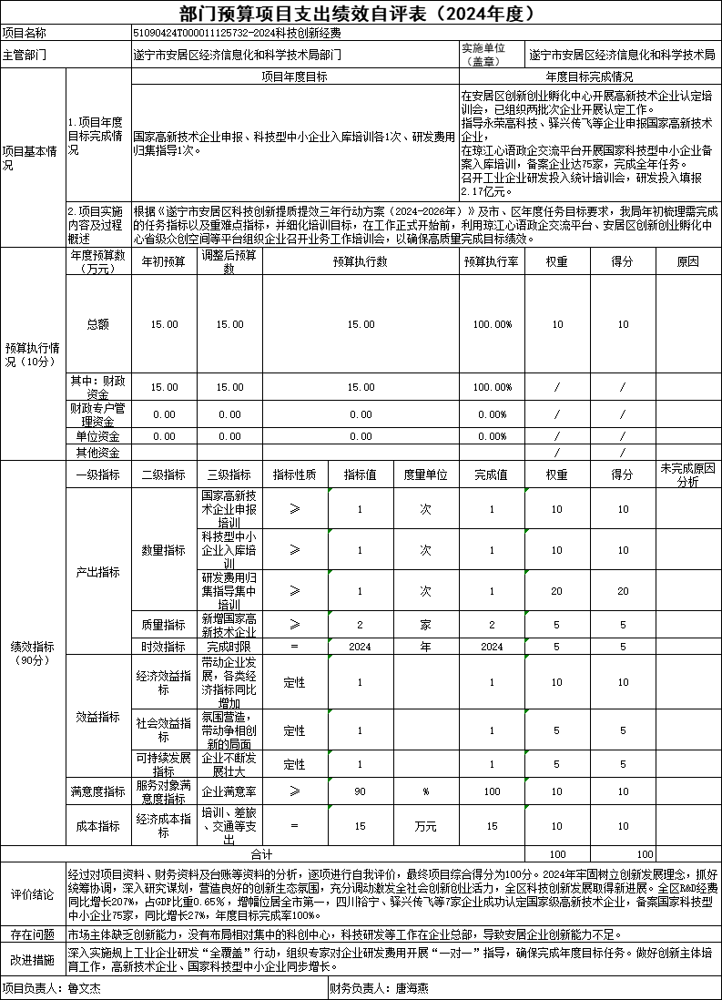 部门预算项目支出绩效自评表（2024年度）
项目名称 51090424T000011125732-2024科技创新经费
主管部门 遂宁市安居区经济信息化和科学技术局部门 实施单位（盖章） 遂宁市安居区经济信息化和科学技术局
项目基本情况
项目年度目标 年度目标完成情况
1.项目年度目标完成情况
国家高新技术企业申报、科技型中小企业入库培训各1次、研发费用
归集指导1次。
在安居区创新创业孵化中心开展高新技术企业认定培
训会，已组织两批次企业开展认定工作。
指导永荣高科技、驿兴传飞等企业申报国家高新技术
企业，
在琼江心语政企交流平台开展国家科技型中小企业备
案入库培训，备案企业达75家，完成全年任务。
召开工业企业研发投入统计培训会，研发投入填报
2.17亿元。
2.项目实施内容及过程概述
根据《遂宁市安居区科技创新提质提效三年行动方案（2024-2026年）》及市、区年度任务目标要求，我局年初梳理需完成
的任务指标以及重难点指标，并细化培训目标，在工作正式开始前，利用琼江心语政企交流平台、安居区创新创业孵化中
心省级众创空间等平台组织企业召开业务工作培训会，以确保高质量完成目标绩效。
预算执行情况（10分）
年度预算数（万元） 年初预算 调整后预算数 预算执行数 预算执行率 权重 得分 原因
总额 15.00 15.00 15.00 100.00% 10 10
其中：财政资金 15.00 15.00 15.00 100.00% / /
财政专户管理资金 0.00 0.00 0.00 0.00% / /
单位资金 0.00 0.00 0.00 0.00% / /
其他资金 / /
绩效指标（90分）
一级指标 二级指标 三级指标 指标性质 指标值 度量单位 完成值 权重 得分 未完成原因分析
产出指标 数量指标 国家高新技术企业申报培训 ≥ 1 次 1 10 10
科技型中小企业入库培训 ≥ 1 次 1 10 10
研发费用归集指导集中培训 ≥ 1 次 1 20 20
质量指标 新增国家高新技术企业 ≥ 2 家 2 5 5
时效指标 完成时限 ＝ 2024 年 2024 5 5
效益指标 经济效益指标 带动企业发展，各类经济指标同比增加 定性 1 1 10 10
社会效益指标 氛围营造，带动争相创新的局面 定性 1 1 5 5
可持续发展指标 企业不断发展壮大 定性 1 1 5 5
满意度指标 服务对象满意度指标 企业满意率 ≥ 90 % 100 10 10
成本指标 经济成本指标 培训、差旅、交通等支出 ＝ 15 万元 15 10 10
合计 100 100
评价结论
经过对项目资料、财务资料及台账等资料的分析，逐项进行自我评价，最终项目综合得分为100分。2024年牢固树立创新发展理念，抓好
统筹协调，深入研究谋划，营造良好的创新生态氛围，充分调动激发全社会创新创业活力，全区科技创新发展取得新进展。全区R&D经费
同比增长207%，占GDP比重0.65％，增幅位居全市第一，四川裕宁、驿兴传飞等7家企业成功认定国家级高新技术企业，备案国家科技型
中小企业75家，同比增长27%，年度目标完成率100%。
存在问题 市场主体缺乏创新能力，没有布局相对集中的科创中心，科技研发等工作在企业总部，导致安居企业创新能力不足。
改进措施
深入实施规上工业企业研发“全覆盖”行动，组织专家对企业研发费用开展“一对一”指导，确保完成年度目标任务。做好创新主体培
育工作，高新技术企业、国家科技型中小企业同步增长。
项目负责人：鲁文杰 财务负责人：唐海燕